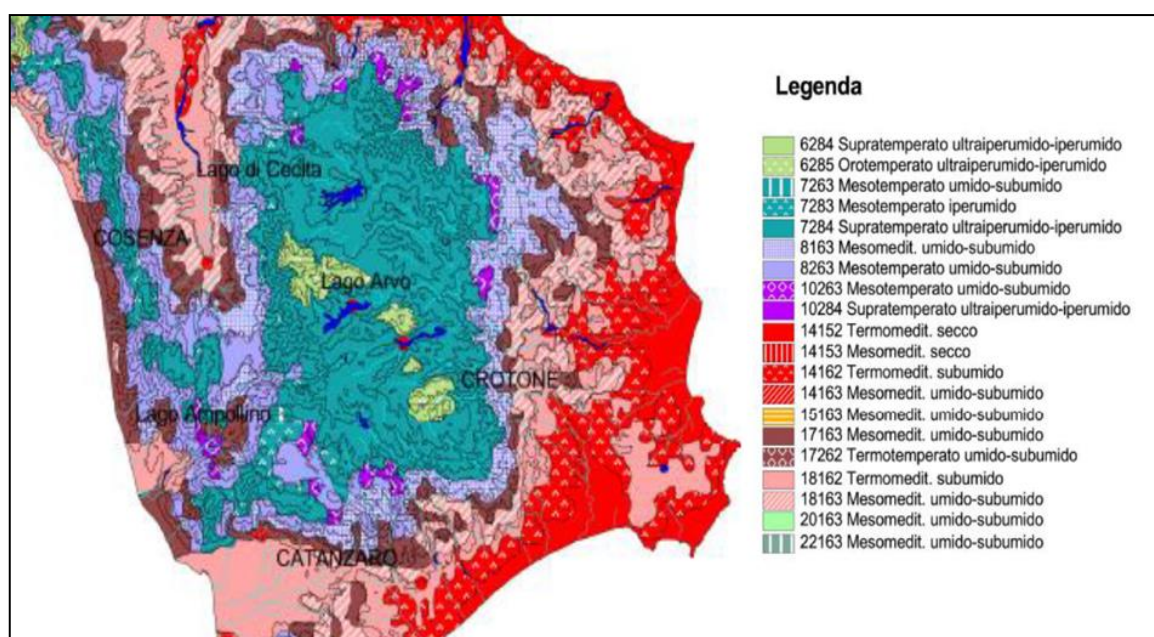 Legenda
6284 Supratemperato ultraiperumido-iperumido
6285 Orotemperato ultraiperumido-iperumido
7263 Mesotemperato umido-subumido
7283 Mesotemperato iperumido
7284 Supratemperato ultraiperumido-iperumido
8163 Mesomedit. umido-subumido
8263 Mesotemperato umido-subumido
10263 Mesotemperato umido-subumido
10284 Supratemperato ultraiperumido-iperumido
14152 Termomedit. secco
14153 Mesomedit. secco
14162 Termomedit. subumido
14163 Mesomedit. umido-subumido
15163 Mesomedit. umido-subumido
17163 Mesomedit. umido-subumido
17262 Termotemperato umido-subumido
18162 Termomedit. subumido
18163 Mesomedit. umido-subumido
20163 Mesomedit. umido-subumido
22163 Mesomedit. umido-subumido
Lago di Cecita
COSENZA
Lago Arvo
CROTONE
Lago Ampollino
CATANZARO